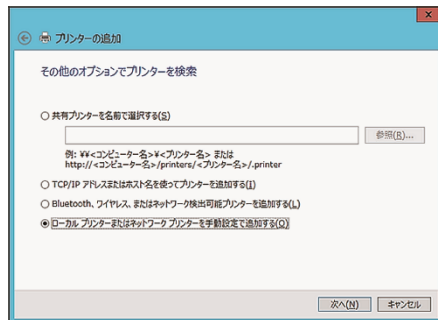 プリンターの追加
その他のオプションでプリンターを検索
共有プリンターを名前で選択する(S)
参照(R)...
例: ¥¥<コンピューター名>¥<プリンター名> または
http://<コンピューター名>/printers/<プリンター名>/.printer
TCP/IP アドレスまたはホスト名を使ってプリンターを追加する(I)
Bluetooth、ワイヤレス、またはネットワーク検出可能プリンターを追加する(L)
ローカル プリンターまたはネットワーク プリンターを手動設定で追加する(O)
次へ(N)
キャンセル